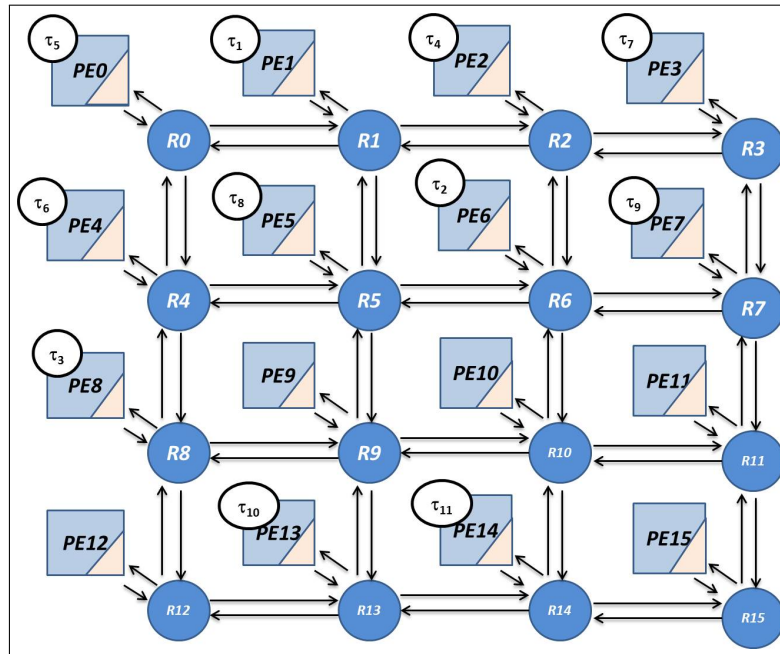 τ5 τ1 τ4 τ7
PE0 PE1 PE2 PE3
R0 R1 R2 R3
τ6 τ8 τ2 τ9
PE4 PE5 PE6 PE7
R4 R5 R6 R7
τ3
PE8 PE9 PE10 PE11
R8 R9 R10 R11
τ10 τ11
PE12 PE13 PE14 PE15
R12 R13 R14 R15